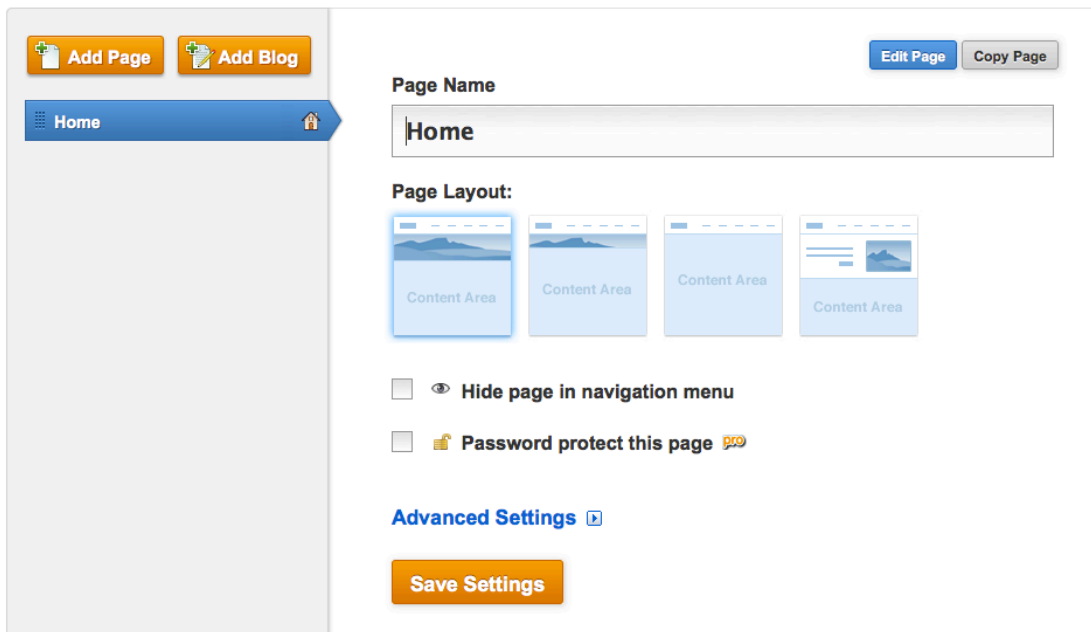 Add Page
Add Blog
Home
Edit Page
Copy Page
Page Name
Home
Page Layout:
Content Area
Content Area
Content Area
Content Area
Hide page in navigation menu
Password protect this page pro
Advanced Settings
Save Settings